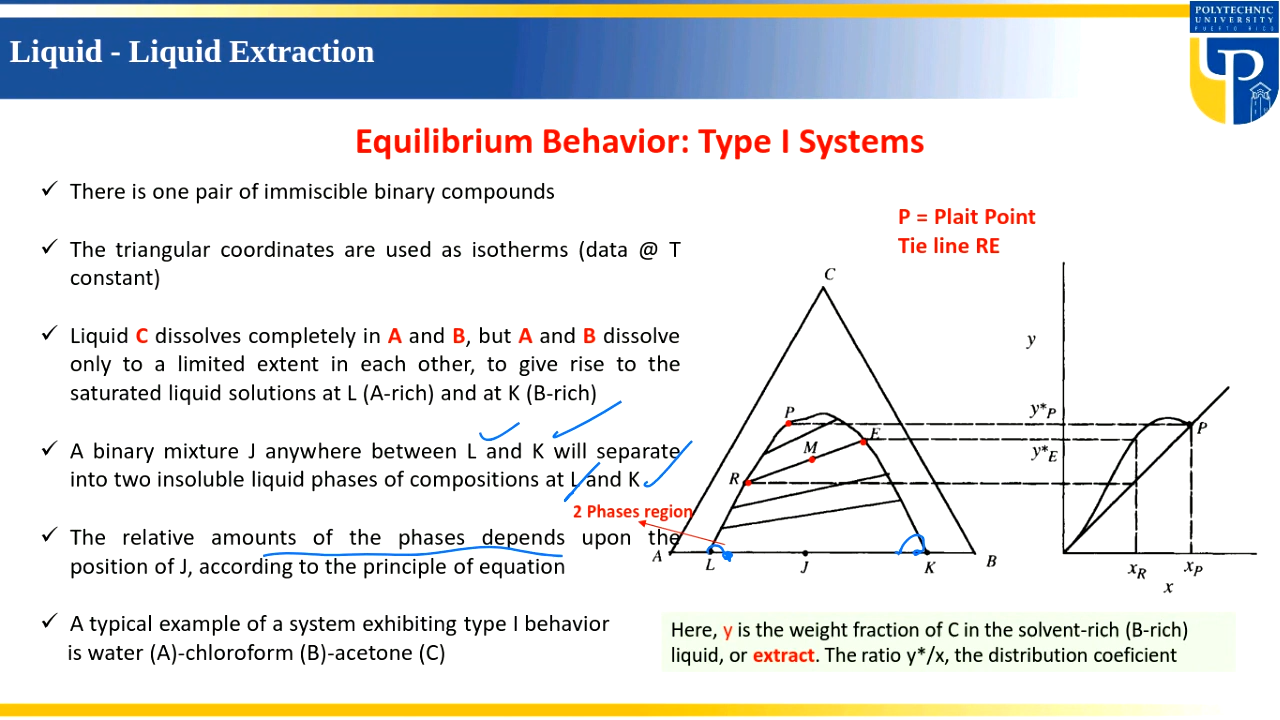 POLYTECHNIC
UNIVERSITY
PUERTO RICO
Liquid - Liquid Extraction
Equilibrium Behavior: Type I Systems
✓ There is one pair of immiscible binary compounds
✓ The triangular coordinates are used as isotherms (data @ T
constant)
✓ Liquid C dissolves completely in A and B, but A and B dissolve
only to a limited extent in each other, to give rise to the
saturated liquid solutions at L (A-rich) and at K (B-rich)
✓ A binary mixture J anywhere between L and K will separate
into two insoluble liquid phases of compositions at L and K
✓ The relative amounts of the phases depends upon the
position of J, according to the principle of equation
✓ A typical example of a system exhibiting type I behavior
is water (A)-chloroform (B)-acetone (C)
P = Plait Point
Tie line RE
C
P
E
M
R
2 Phases region
A
L
J
K
B
y
y*P
y*E
P
xR
xP
x
Here, y is the weight fraction of C in the solvent-rich (B-rich)
liquid, or extract. The ratio y*/x, the distribution coeficient